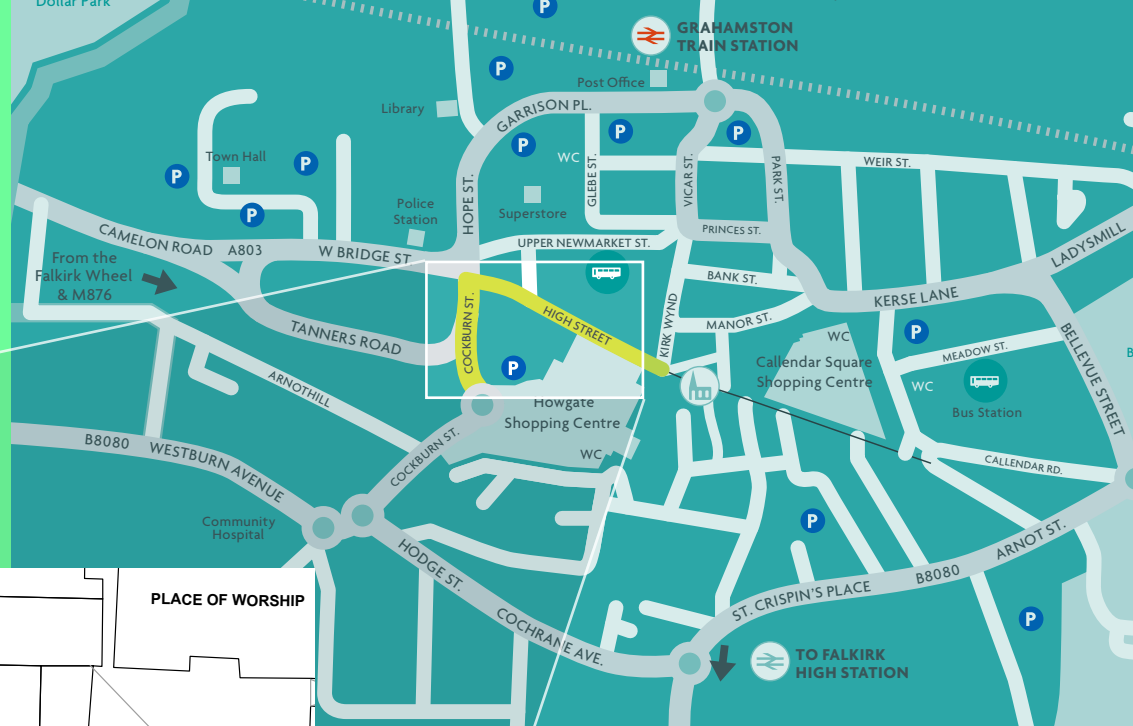 Dollar Park
P
GRAHAMSTON
TRAIN STATION
P
Post Office
Library
GARRISON PL.
P
P
P
WC
Town Hall
P
P
P
GLEBE ST.
VICAR ST.
PARK ST.
WEIR ST.
HOPE ST.
Police
Station
Superstore
CAMELON ROAD A803
W BRIDGE ST
UPPER NEWMARKET ST.
PRINCES ST.
LADYSMILL
From the
Falkirk Wheel
& M876
BANK ST.
KERSE LANE
TANNERS ROAD
COCKBURN ST.
HIGH STREET
KIRK WYND
MANOR ST.
WC
P
MEADOW ST.
BELLEVUE STREET
B
P
Callendar Square
Shopping Centre
WC
Bus Station
ARNOTHILL
Howgate
Shopping Centre
WC
B8080 WESTBURN AVENUE
COCKBURN ST.
CALLENDAR RD.
Community
Hospital
P
HODGE ST.
ARNOT ST.
B8080
ST. CRISPIN'S PLACE
COCHRANE AVE.
P
PLACE OF WORSHIP
TO FALKIRK
HIGH STATION